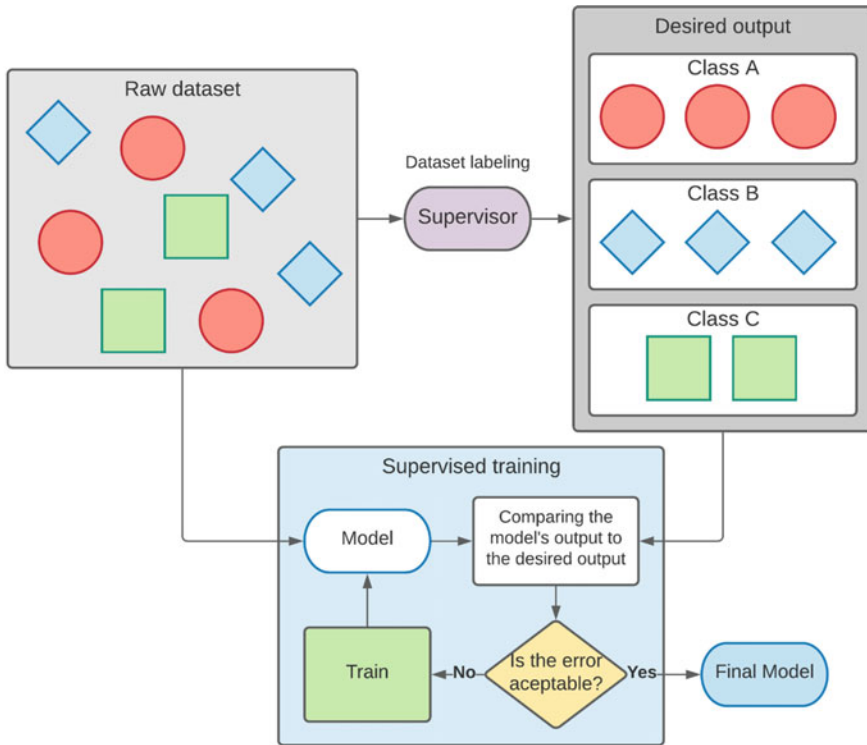 Raw dataset
Dataset labeling
Supervisor
Desired output
Class A
Class B
Class C
Supervised training
Model
Comparing the
model's output to
the desired output
Train
No
Is the error
aceptable?
Yes
Final Model